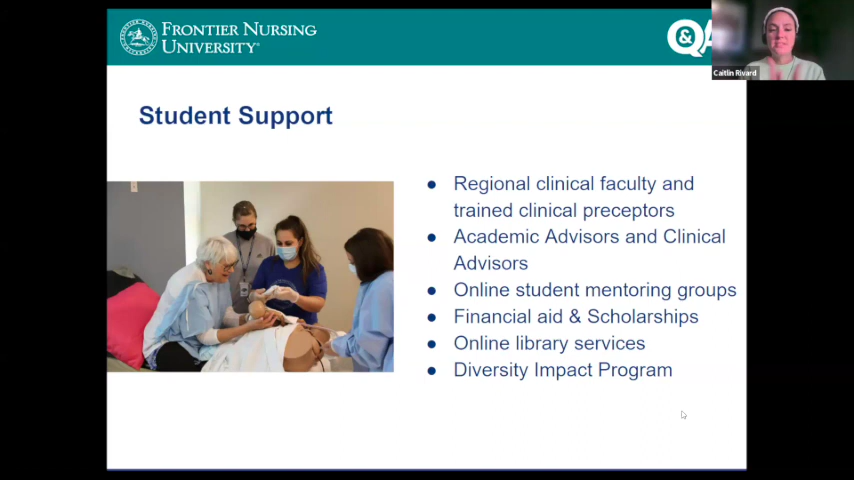 FRONTIER NURSING
UNIVERSITY
Q&A
Caitlin Rivard
Student Support
● Regional clinical faculty and
trained clinical preceptors
● Academic Advisors and Clinical
Advisors
● Online student mentoring groups
● Financial aid & Scholarships
● Online library services
● Diversity Impact Program